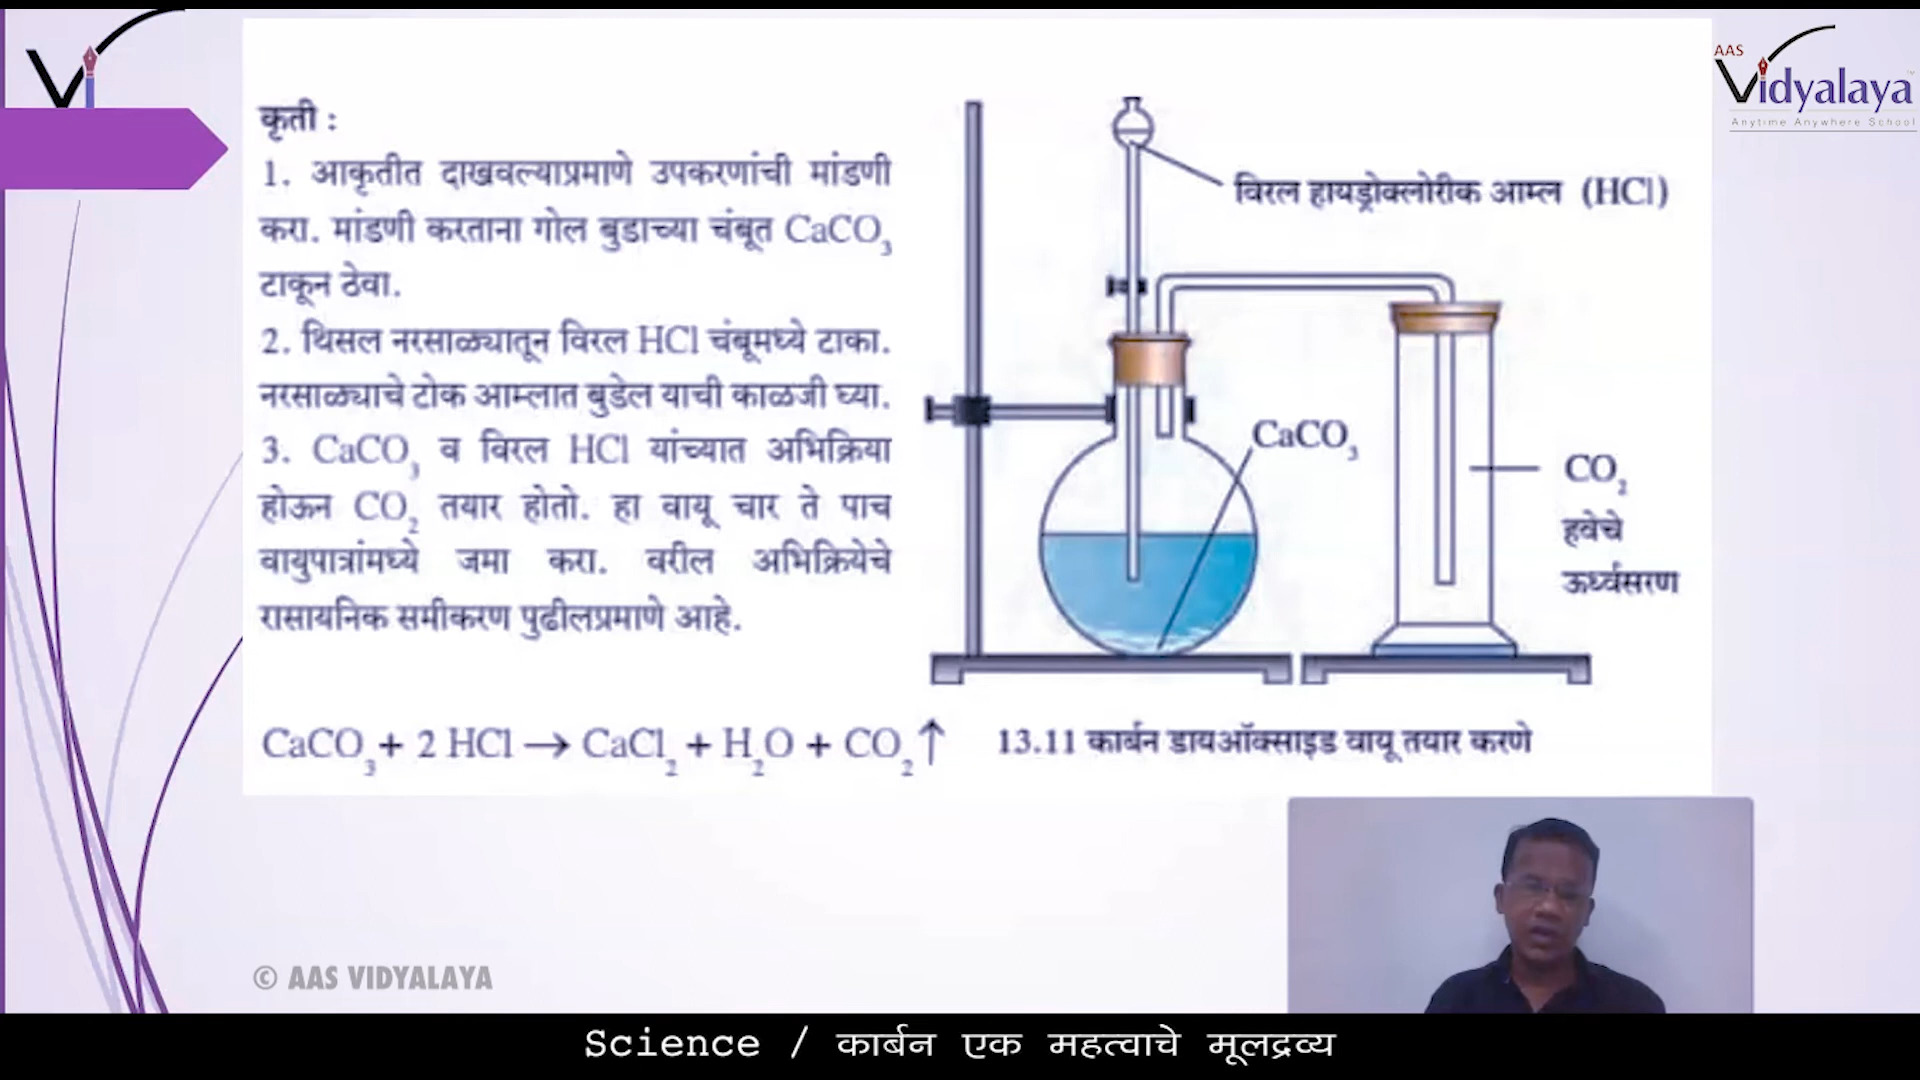 AAS
Vidyalaya
Anytime Anywhere School
कृती :
1. आकृतीत दाखवल्याप्रमाणे उपकरणांची मांडणी
करा. मांडणी करताना गोल बुडाच्या चंबूत CaCO₃
टाकून ठेवा.
2. थिसल नरसाळ्यातून विरल HCl चंबूमध्ये टाका.
नरसाळ्याचे टोक आम्लात बुडेल याची काळजी घ्या.
3. CaCO₃ व विरल HCl यांच्यात अभिक्रिया
होऊन CO₂ तयार होतो. हा वायू चार ते पाच
वायुपात्रांमध्ये जमा करा. वरील अभिक्रियेचे
रासायनिक समीकरण पुढीलप्रमाणे आहे.
CaCO₃ + 2 HCl → CaCl₂ + H₂O + CO₂ ↑
विरल हायड्रोक्लोरीक आम्ल (HCl)
CaCO₃
CO₂
हवेचे
ऊर्ध्वसरण
13.11 कार्बन डायऑक्साइड वायू तयार करणे
© AAS VIDYALAYA
Science / कार्बन एक महत्वाचे मूलद्रव्य